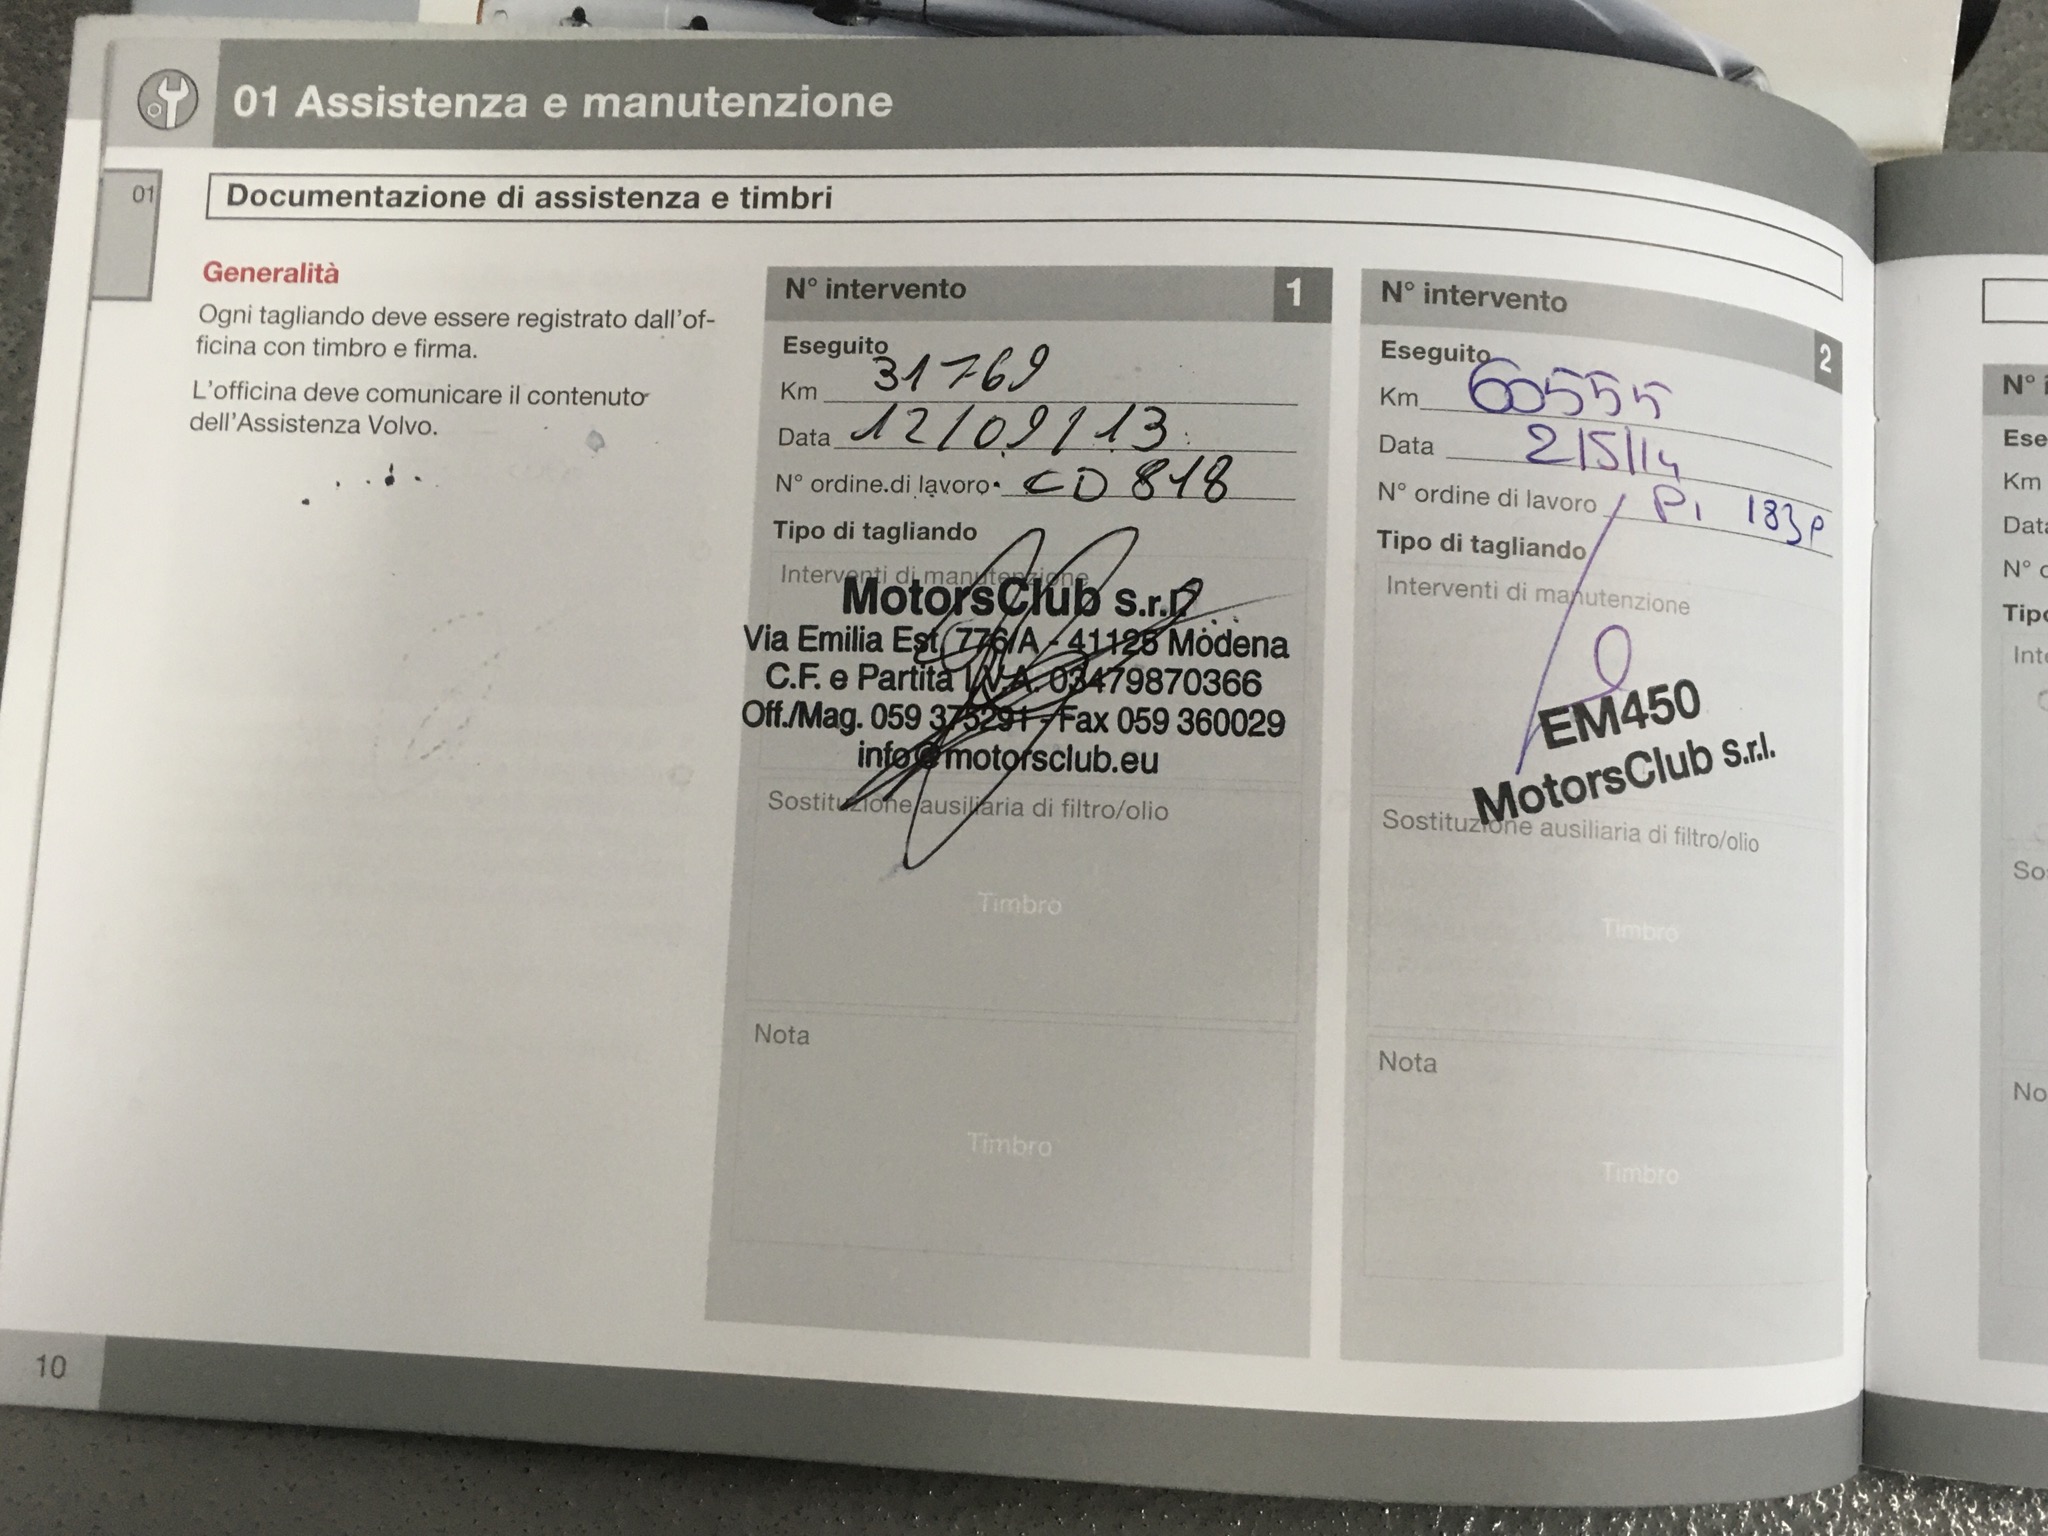 01 Assistenza e manutenzione
01
Documentazione di assistenza e timbri
Generalità
Ogni tagliando deve essere registrato dall'of-
ficina con timbro e firma.
L'officina deve comunicare il contenuto
dell'Assistenza Volvo.
N° intervento 1
Eseguito
Km 31769
Data 12/09/13
N° ordine di lavoro CD 818
Tipo di tagliando
Interventi di manutenzione
MotorsClub s.r.l.
Via Emilia Est, 776/A - 41125 Modena
C.F. e Partita I.V.A. 03479870366
Off./Mag. 059 375291 - Fax 059 360029
info@motorsclub.eu
Sostituzione ausiliaria di filtro/olio
Timbro
Nota
Timbro
N° intervento 2
Eseguito
Km 60555
Data 2/5/14
N° ordine di lavoro
Tipo di tagliando
Interventi di manutenzione
EM450
MotorsClub s.r.l.
Sostituzione ausiliaria di filtro/olio
Timbro
Nota
Timbro
N°
Km
10